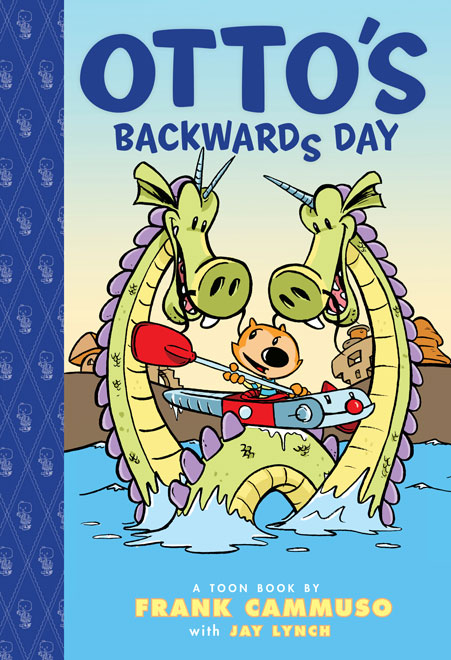 OTTO'S
BACKWARDS DAY
A TOON BOOK BY
FRANK CAMMUSO
with JAY LYNCH